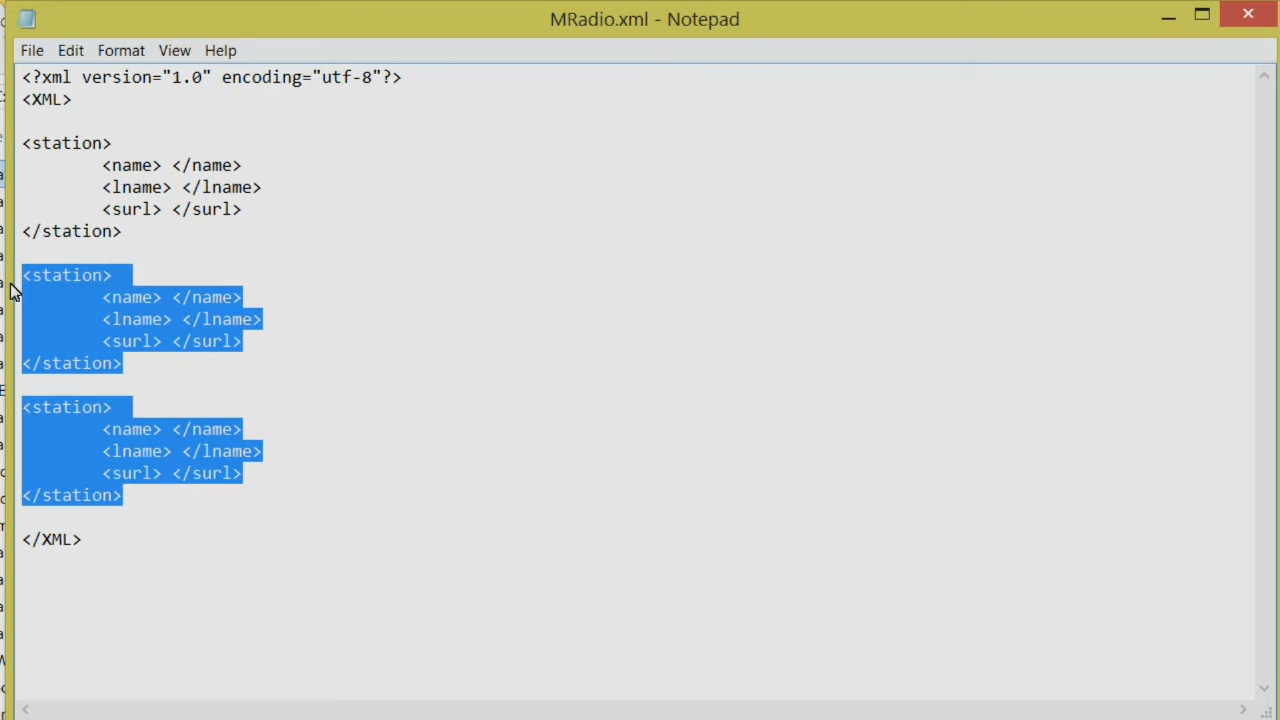 MRadio.xml - Notepad
File Edit Format View Help
<?xml version="1.0" encoding="utf-8"?>
<XML>
<station>
<name> </name>
<lname> </lname>
<surl> </surl>
</station>
<station>
<name> </name>
<lname> </lname>
<surl> </surl>
</station>
<station>
<name> </name>
<lname> </lname>
<surl> </surl>
</station>
</XML>